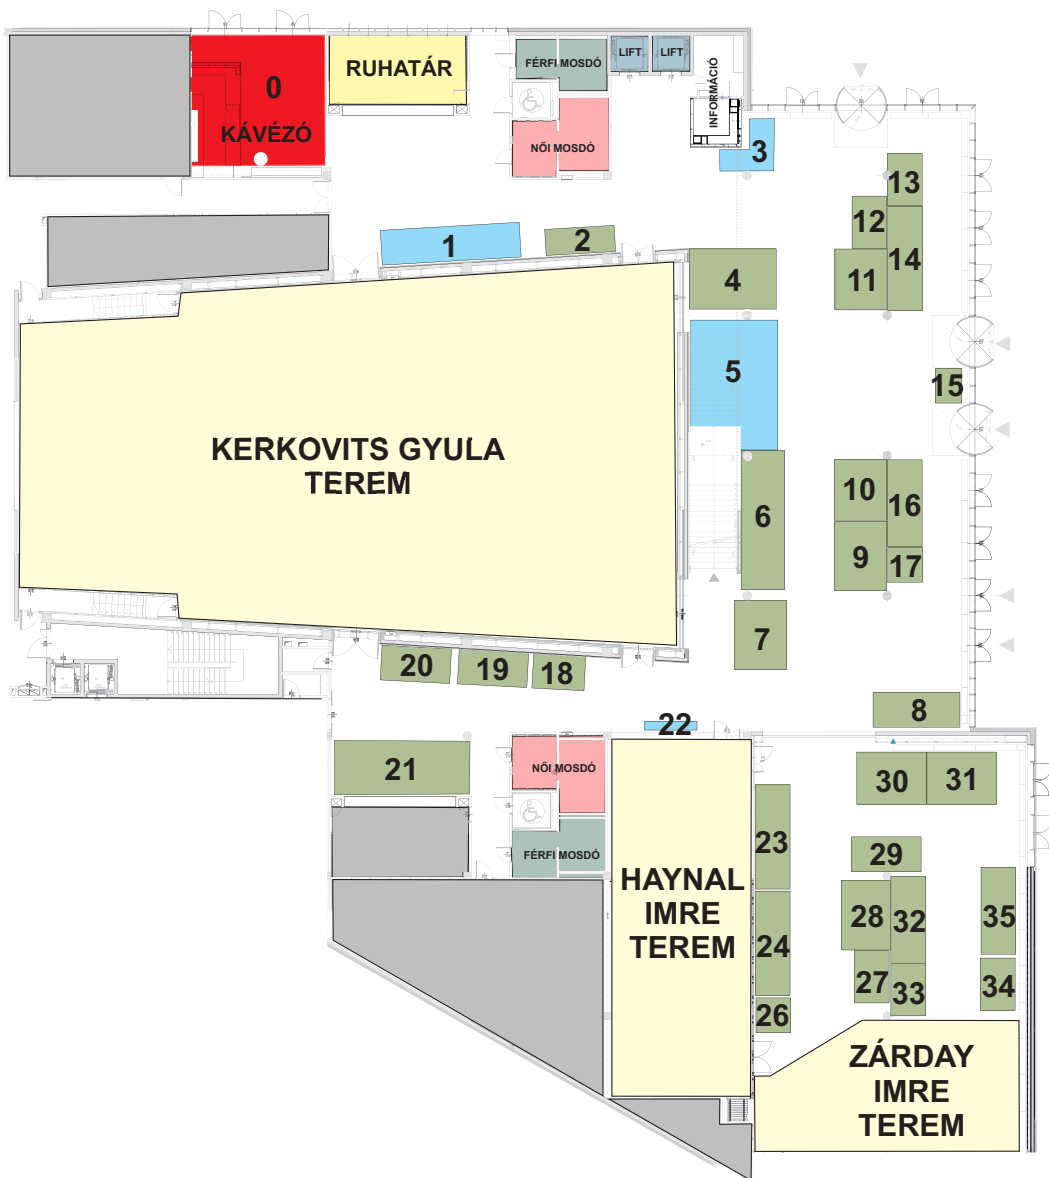 LIFT
LIFT
FÉRFI MOSDÓ
RUHATÁR
0
KÁVÉZÓ
INFORMÁCIÓ
NŐI MOSDÓ
3
13
12
14
1
2
11
4
5
15
KERKOVITS GYULA
TEREM
10
16
6
9
17
7
20
19
18
8
22
21
NŐI MOSDÓ
30
31
23
FÉRFI MOSDÓ
29
HAYNAL
IMRE
TEREM
28
32
35
24
27
33
34
26
ZÁRDAY
IMRE
TEREM